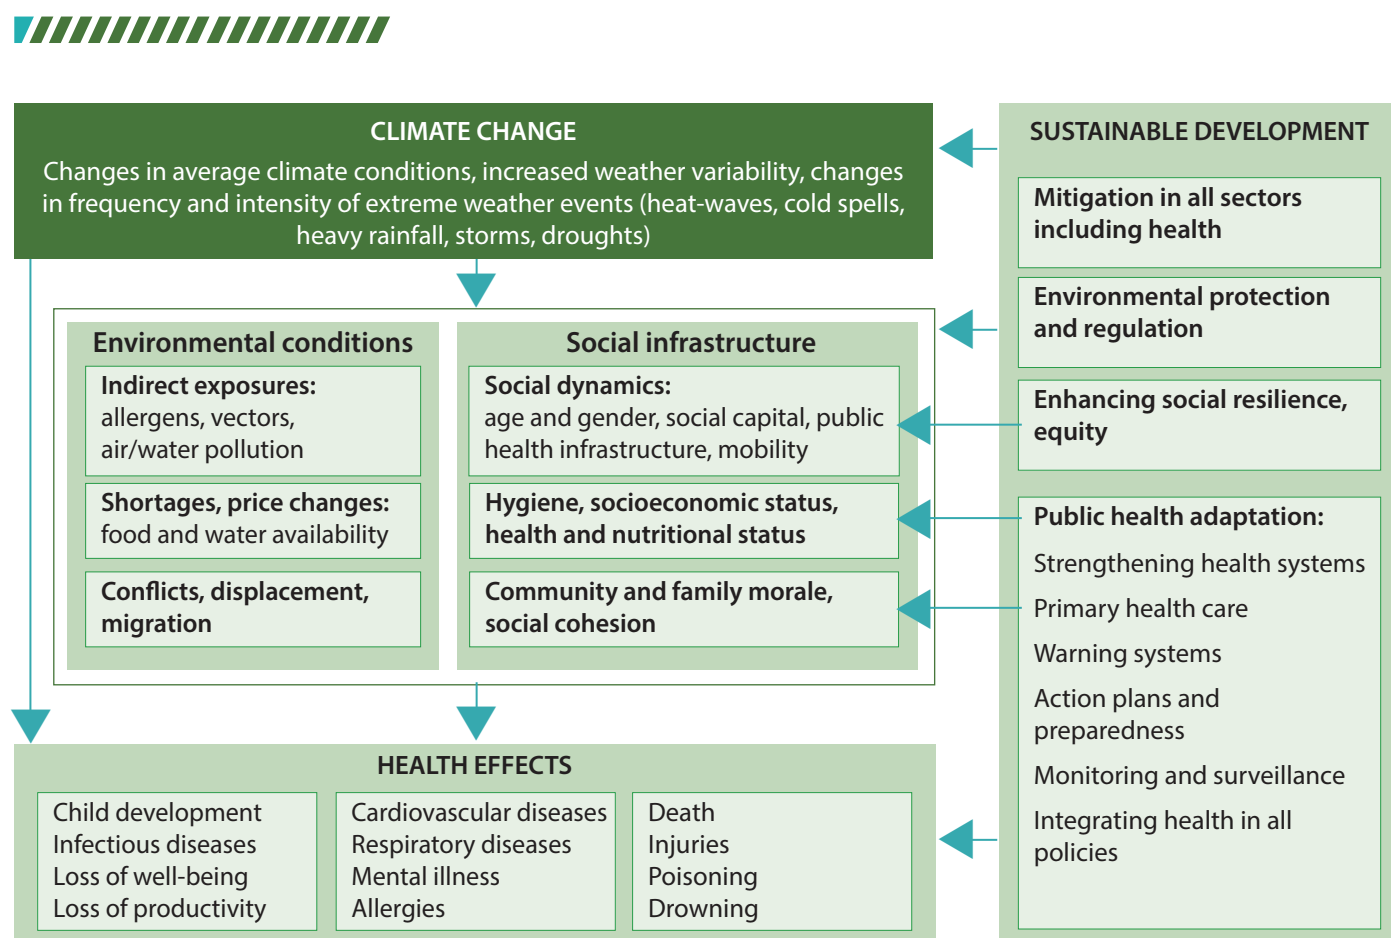 CLIMATE CHANGE
Changes in average climate conditions, increased weather variability, changes
in frequency and intensity of extreme weather events (heat-waves, cold spells,
heavy rainfall, storms, droughts)
Environmental conditions
Indirect exposures:
allergens, vectors,
air/water pollution
Shortages, price changes:
food and water availability
Conflicts, displacement,
migration
Social infrastructure
Social dynamics:
age and gender, social capital, public
health infrastructure, mobility
Hygiene, socioeconomic status,
health and nutritional status
Community and family morale,
social cohesion
HEALTH EFFECTS
Child development
Infectious diseases
Loss of well-being
Loss of productivity
Cardiovascular diseases
Respiratory diseases
Mental illness
Allergies
Death
Injuries
Poisoning
Drowning
SUSTAINABLE DEVELOPMENT
Mitigation in all sectors
including health
Environmental protection
and regulation
Enhancing social resilience,
equity
Public health adaptation:
Strengthening health systems
Primary health care
Warning systems
Action plans and
preparedness
Monitoring and surveillance
Integrating health in all
policies